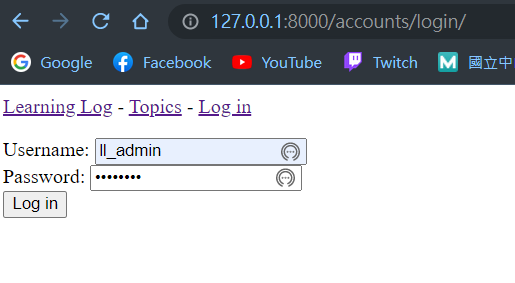 127.0.0.1:8000/accounts/login/
Google Facebook YouTube Twitch 國立中
Learning Log - Topics - Log in
Username: ll_admin
Password: ••••••••
Log in